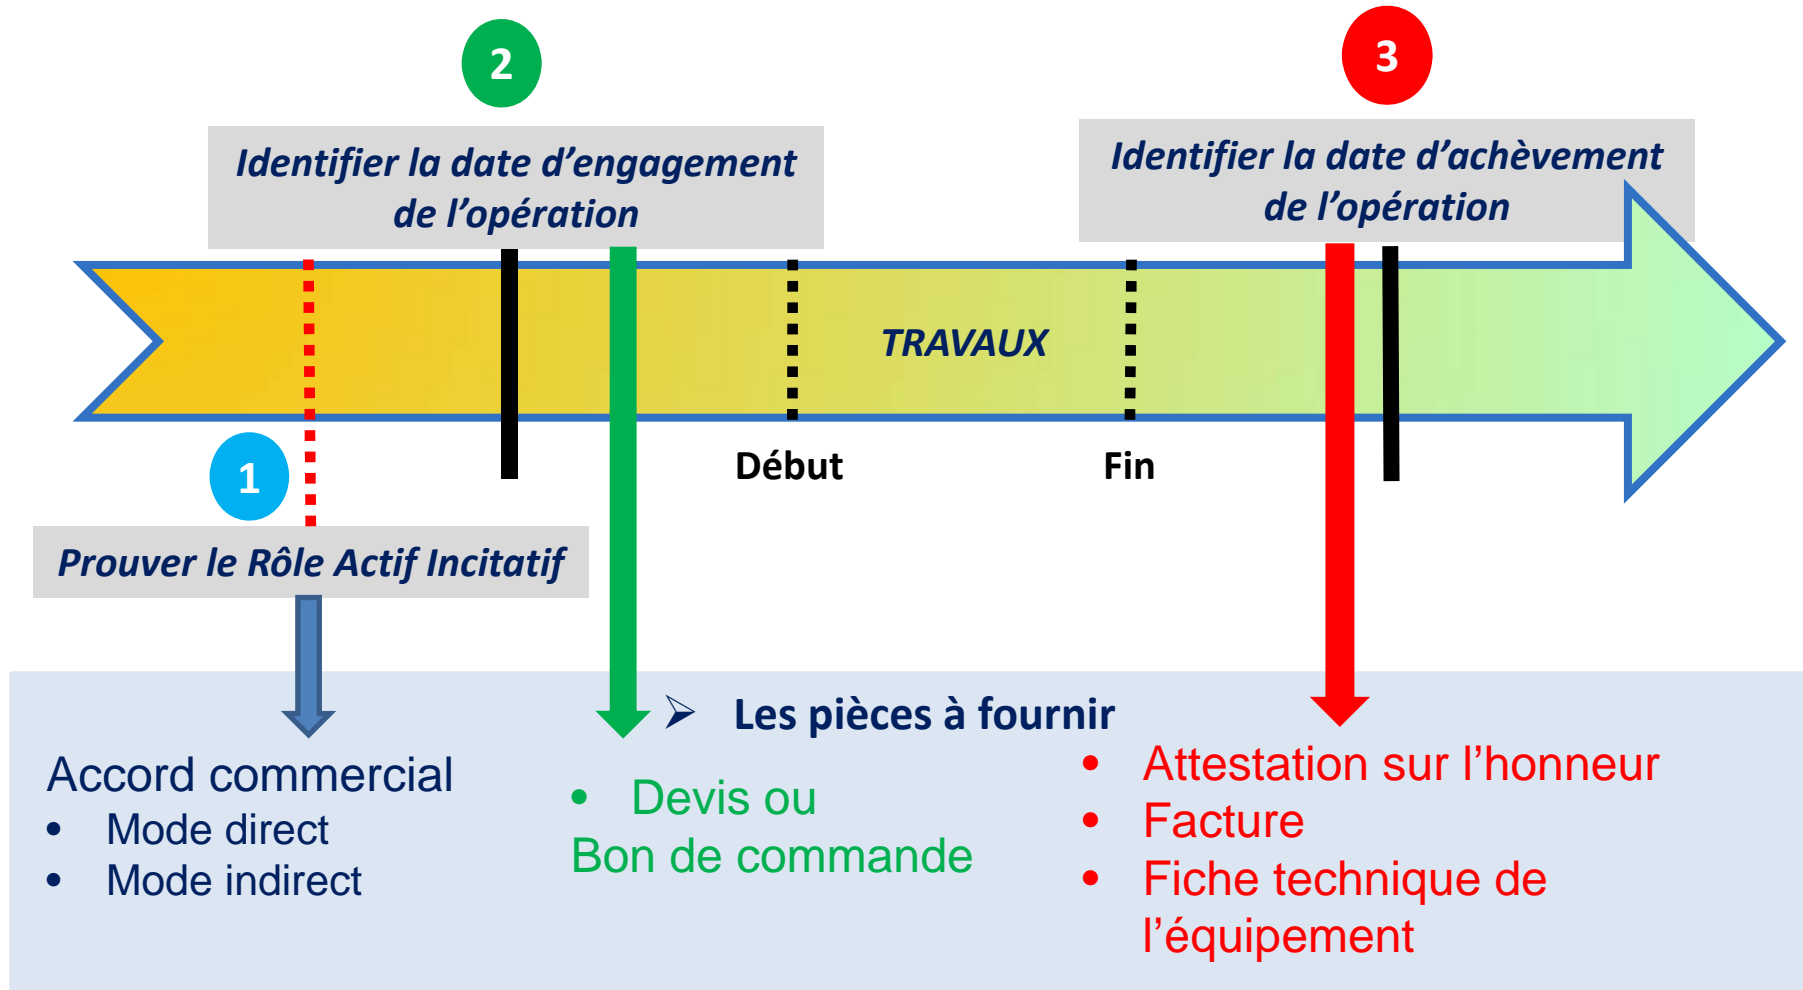 2
3
Identifier la date d’engagement
de l’opération
Identifier la date d’achèvement
de l’opération
TRAVAUX
Début
Fin
1
Prouver le Rôle Actif Incitatif
➢ Les pièces à fournir
Accord commercial
• Mode direct
• Mode indirect
• Devis ou
Bon de commande
• Attestation sur l’honneur
• Facture
• Fiche technique de
l’équipement